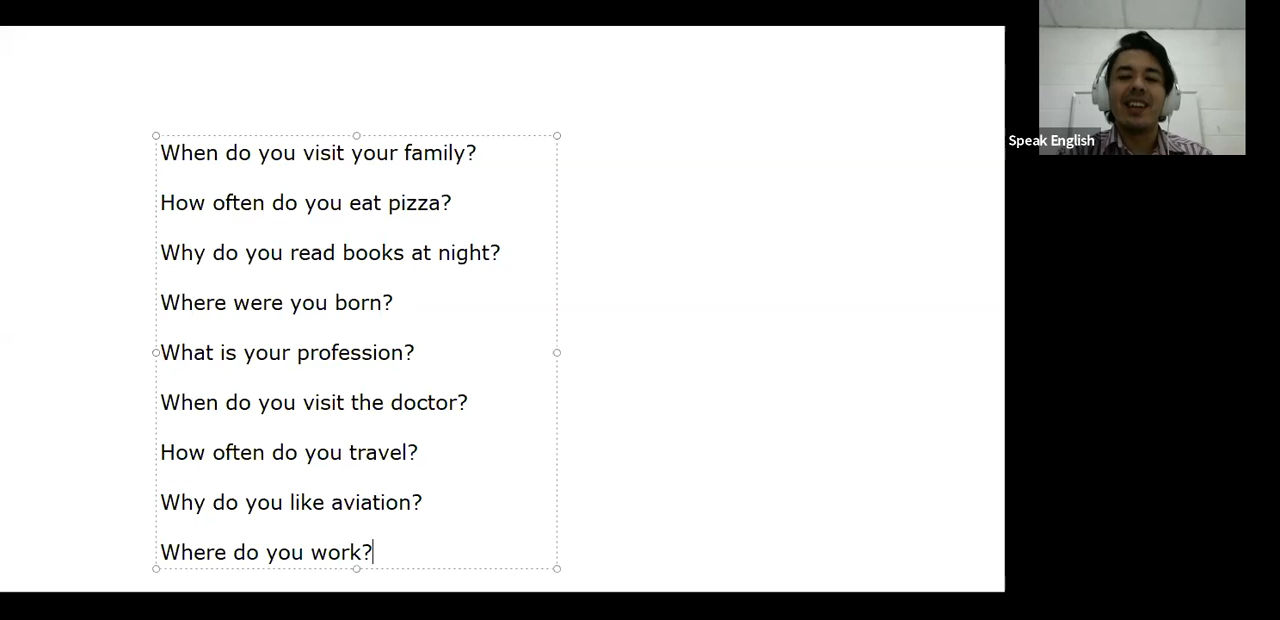 When do you visit your family?
How often do you eat pizza?
Why do you read books at night?
Where were you born?
What is your profession?
When do you visit the doctor?
How often do you travel?
Why do you like aviation?
Where do you work?
Speak English